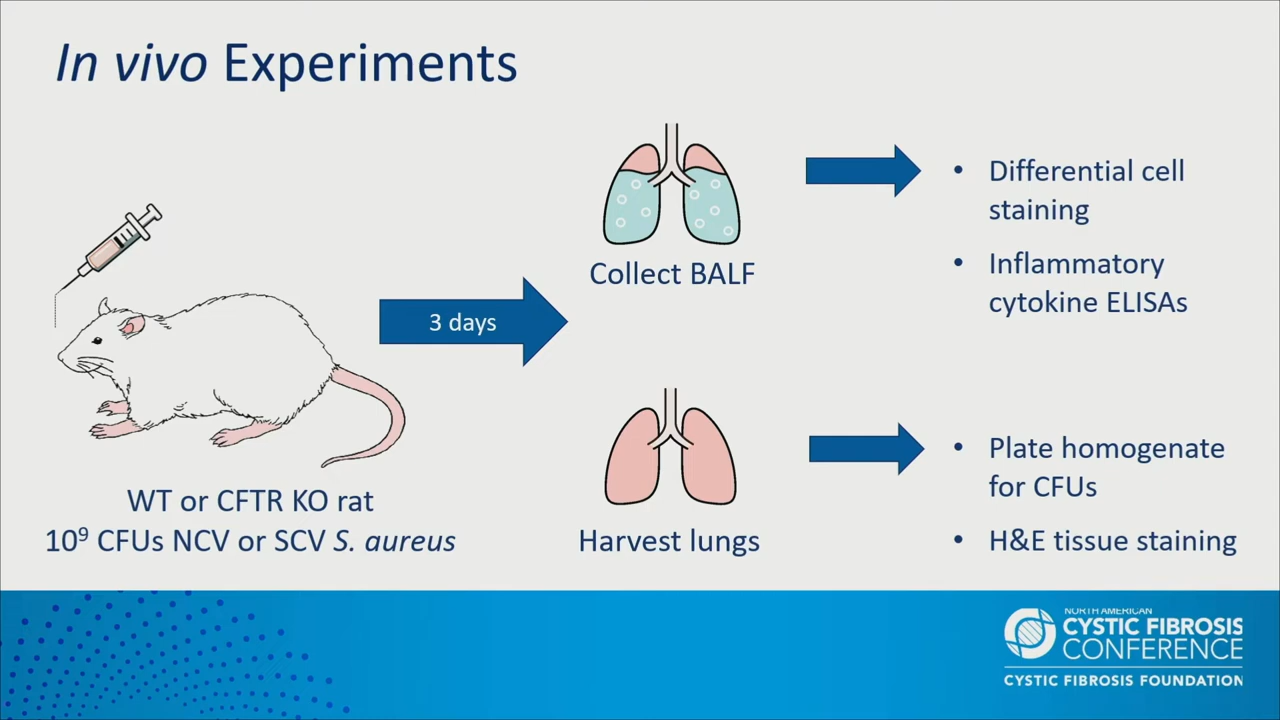 In vivo Experiments
WT or CFTR KO rat
10⁹ CFUs NCV or SCV S. aureus
3 days
Collect BALF
• Differential cell
staining
• Inflammatory
cytokine ELISAs
Harvest lungs
• Plate homogenate
for CFUs
• H&E tissue staining
NORTH AMERICAN
CYSTIC FIBROSIS
CONFERENCE
CYSTIC FIBROSIS FOUNDATION